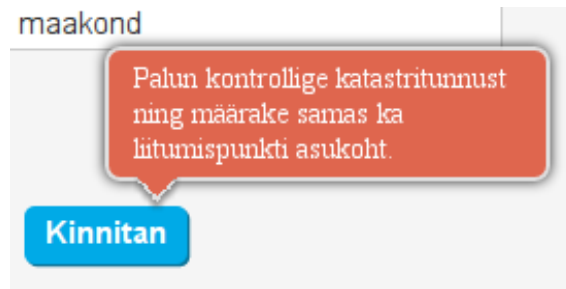 maakond
Palun kontrollige katastritunnust
ning määrake samas ka
liitumispunkti asukoht.
Kinnitan